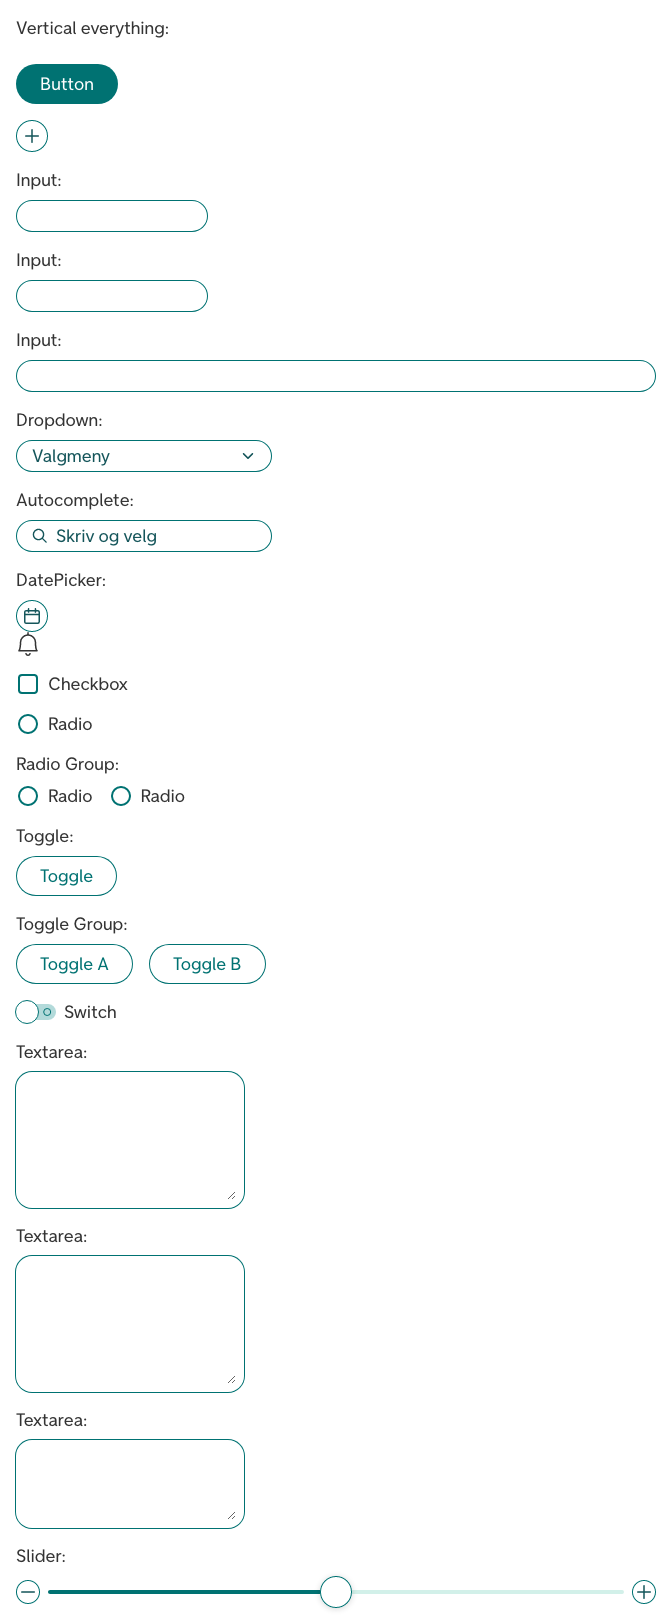 Vertical everything:
Button
Input:
Input:
Input:
Dropdown:
Valgmeny
Autocomplete:
Skriv og velg
DatePicker:
Checkbox
Radio
Radio Group:
Radio Radio
Toggle:
Toggle
Toggle Group:
Toggle A Toggle B
Switch
Textarea:
Textarea:
Textarea:
Slider: